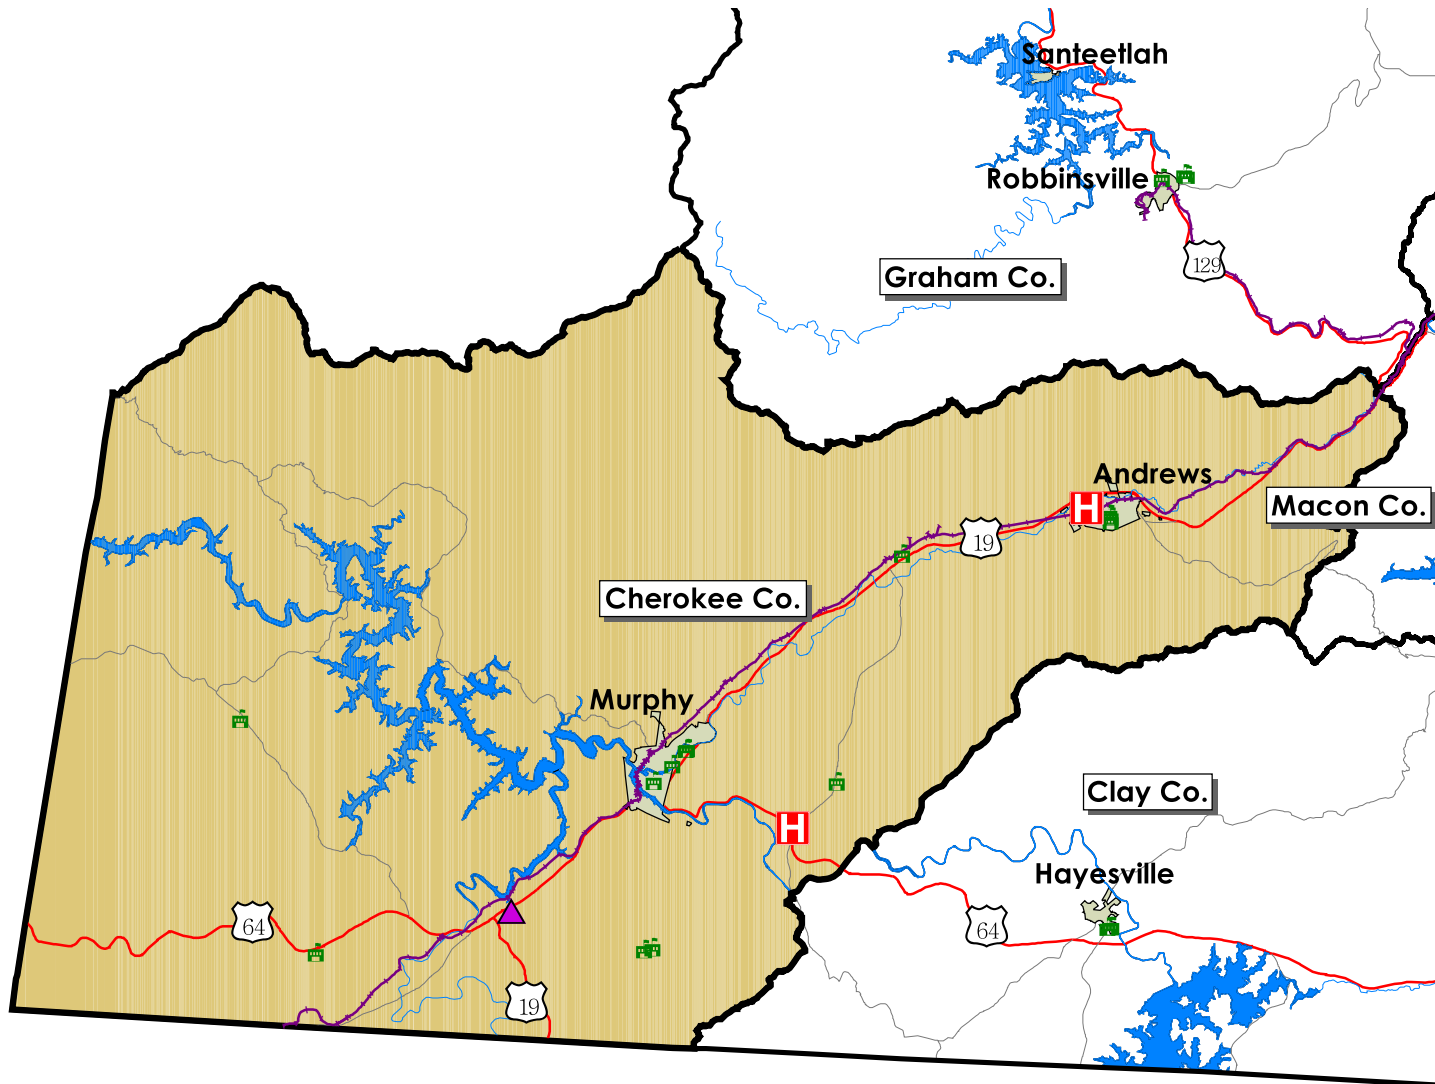 Santeetlah
Robbinsville
129
Graham Co.
Andrews
H
Macon Co.
19
Cherokee Co.
Murphy
Clay Co.
H
Hayesville
64
64
19